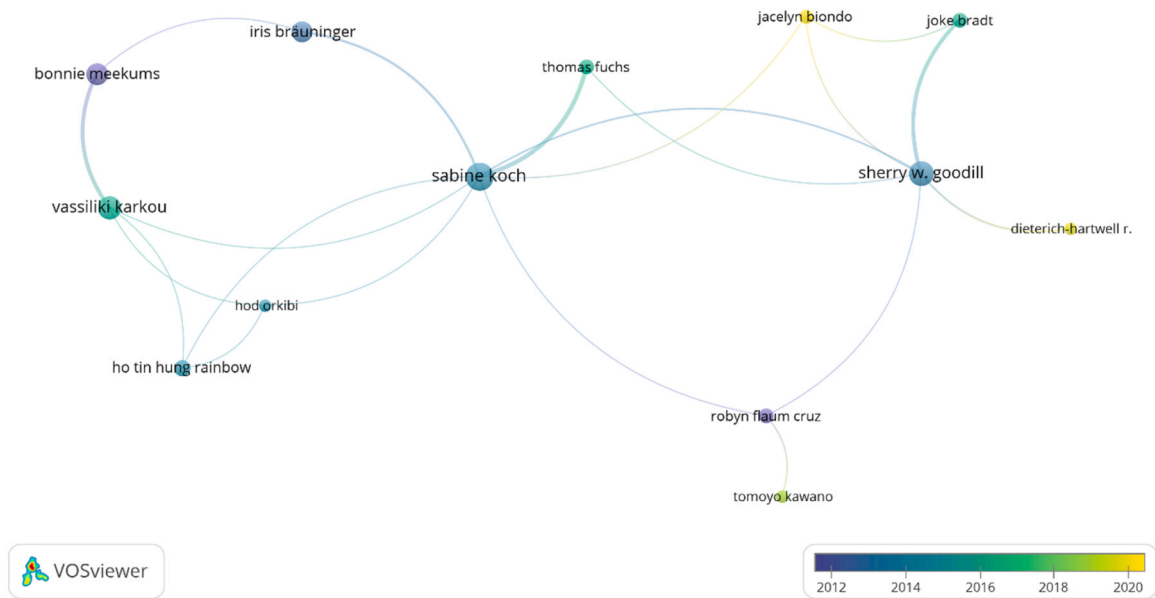 jacelyn biondo
joke bradt
iris bräuninger
thomas fuchs
bonnie meekums
sabine koch
sherry w. goodill
vassiliki karkou
dieterich-hartwell r.
hod orkibi
ho tin hung rainbow
robyn flaum cruz
tomoyo kawano
VOSviewer
2012 2014 2016 2018 2020